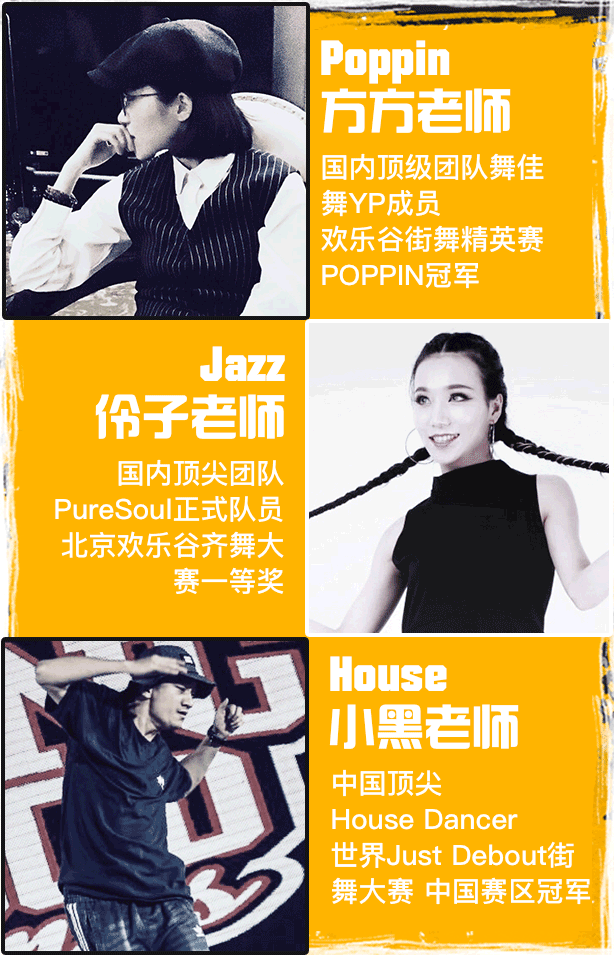 Poppin
方方老师
国内顶级团队舞佳
舞YP成员
欢乐谷街舞精英赛
POPPIN冠军
Jazz
伶子老师
国内顶尖团队
PureSoul正式队员
北京欢乐谷齐舞大
赛一等奖
House
小黑老师
中国顶尖
House Dancer
世界Just Debout街
舞大赛 中国赛区冠军